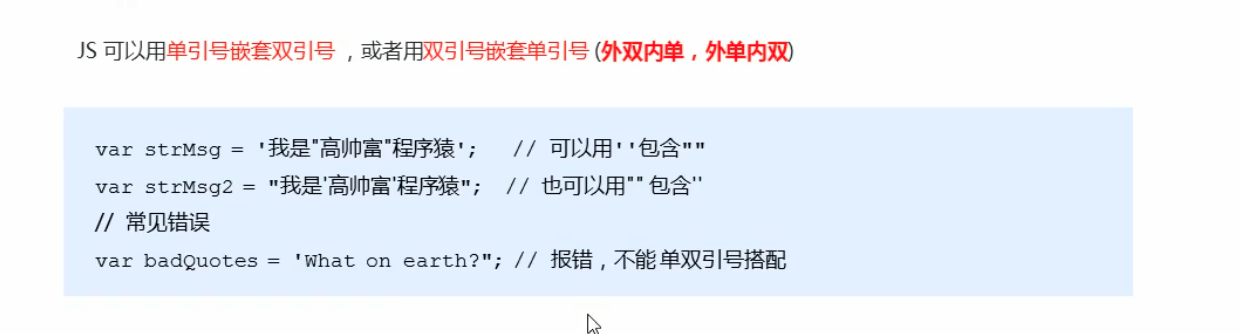 JS 可以用单引号嵌套双引号 ，或者用双引号嵌套单引号 (外双内单，外单内双)
var strMsg = '我是"高帅富"程序猿';   // 可以用''包含""
var strMsg2 = "我是'高帅富'程序猿";  // 也可以用"" 包含''
// 常见错误
var badQuotes = 'What on earth?"; // 报错，不能 单双引号搭配